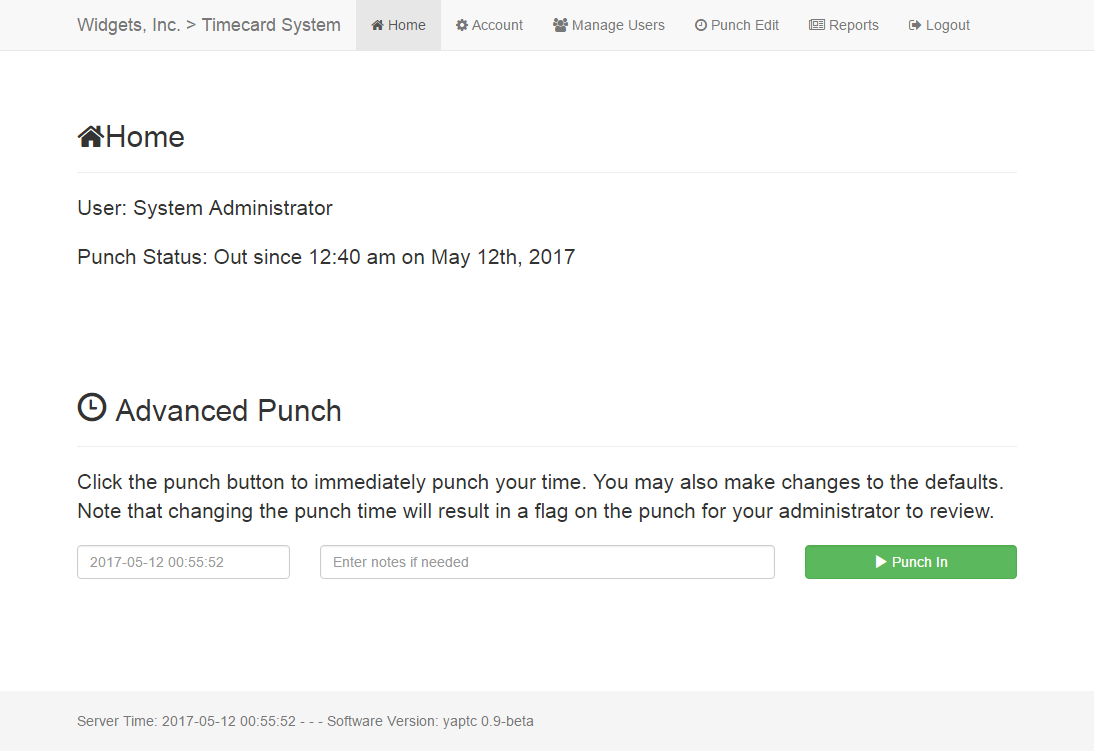 Widgets, Inc. > Timecard System Home Account Manage Users Punch Edit Reports Logout
Home
User: System Administrator
Punch Status: Out since 12:40 am on May 12th, 2017
Advanced Punch
Click the punch button to immediately punch your time. You may also make changes to the defaults.
Note that changing the punch time will result in a flag on the punch for your administrator to review.
2017-05-12 00:55:52 Enter notes if needed Punch In
Server Time: 2017-05-12 00:55:52 - - - Software Version: yaptc 0.9-beta